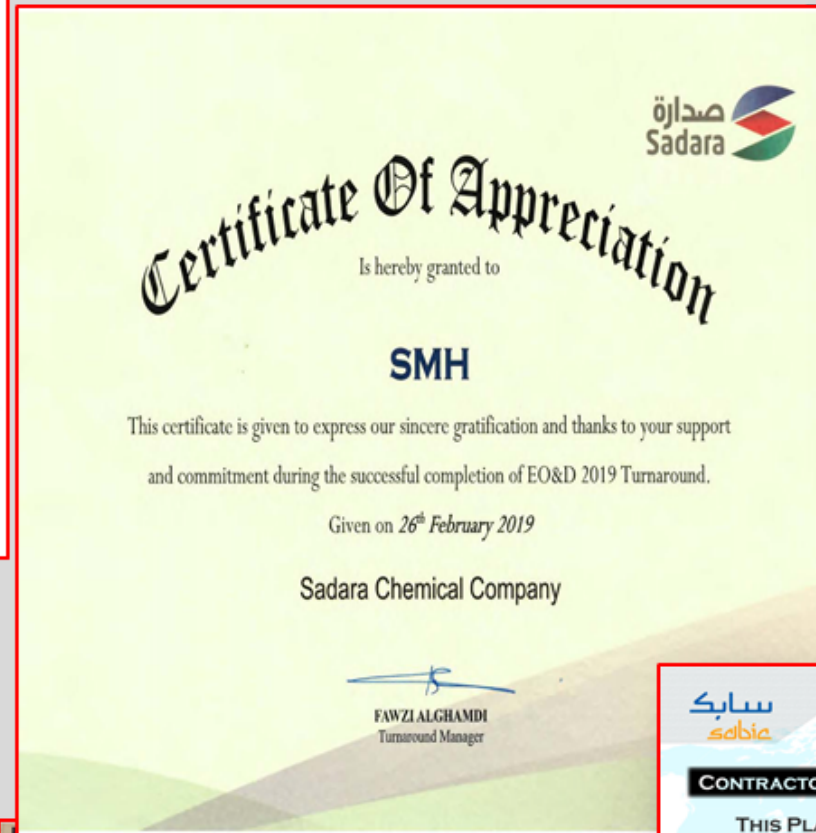 صدارة
Sadara
Certificate Of Appreciation
Is hereby granted to
SMH
This certificate is given to express our sincere gratification and thanks to your support
and commitment during the successful completion of EO&D 2019 Turnaround.
Given on 26th February 2019
Sadara Chemical Company
FAWZI ALGHAMDI
Turnaround Manager
سابك
sabic
CONTRACTO
THIS PLA